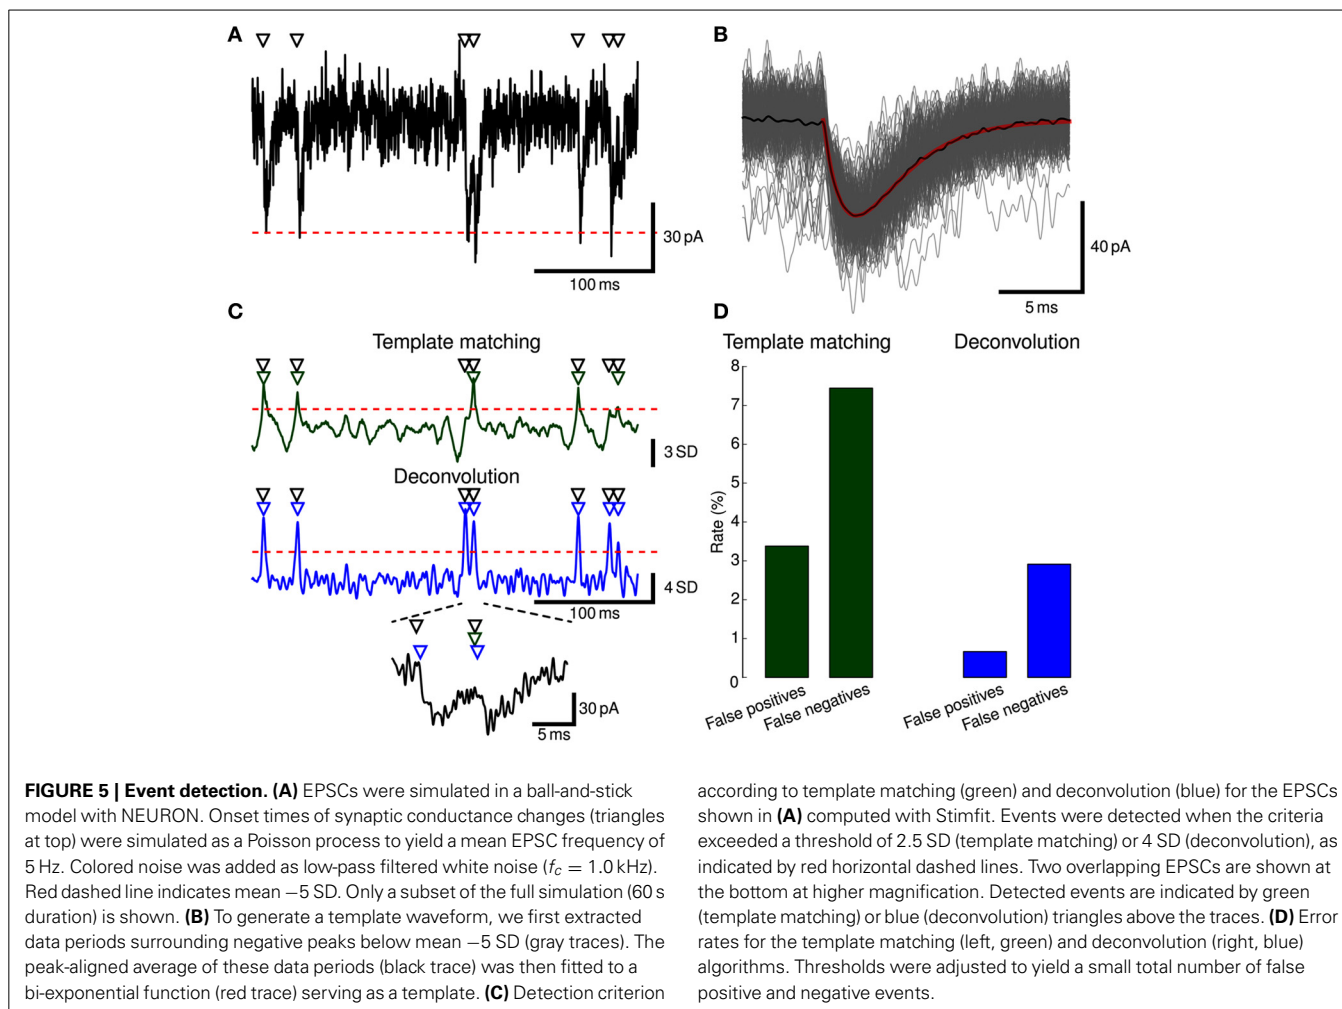 A
30 pA
100 ms
B
40 pA
5 ms
C
Template matching
3 SD
Deconvolution
4 SD
100 ms
30 pA
5 ms
D
Template matching
Deconvolution
8
7
6
5
4
3
2
1
0
Rate (%)
False positives
False negatives
False positives
False negatives
FIGURE 5 | Event detection. (A) EPSCs were simulated in a ball-and-stick
model with NEURON. Onset times of synaptic conductance changes (triangles
at top) were simulated as a Poisson process to yield a mean EPSC frequency of
5 Hz. Colored noise was added as low-pass filtered white noise (fc = 1.0 kHz).
Red dashed line indicates mean −5 SD. Only a subset of the full simulation (60 s
duration) is shown. (B) To generate a template waveform, we first extracted
data periods surrounding negative peaks below mean −5 SD (gray traces). The
peak-aligned average of these data periods (black trace) was then fitted to a
bi-exponential function (red trace) serving as a template. (C) Detection criterion
according to template matching (green) and deconvolution (blue) for the EPSCs
shown in (A) computed with Stimfit. Events were detected when the criteria
exceeded a threshold of 2.5 SD (template matching) or 4 SD (deconvolution), as
indicated by red horizontal dashed lines. Two overlapping EPSCs are shown at
the bottom at higher magnification. Detected events are indicated by green
(template matching) or blue (deconvolution) triangles above the traces. (D) Error
rates for the template matching (left, green) and deconvolution (right, blue)
algorithms. Thresholds were adjusted to yield a small total number of false
positive and negative events.